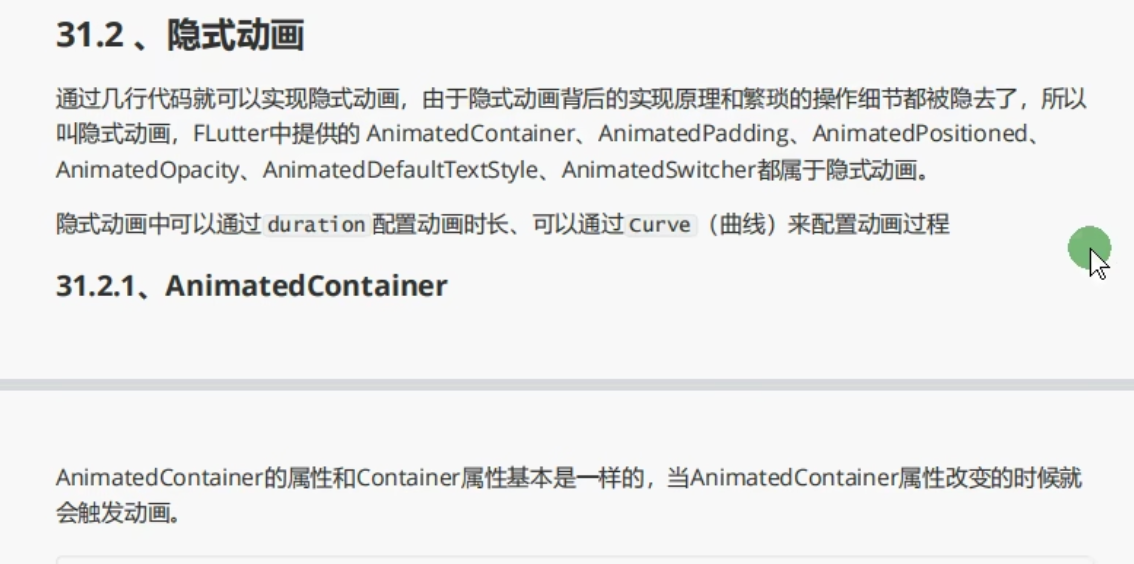 31.2 、隐式动画
通过几行代码就可以实现隐式动画，由于隐式动画背后的实现原理和繁琐的操作细节都被隐去了，所以
叫隐式动画，FLutter中提供的 AnimatedContainer、AnimatedPadding、AnimatedPositioned、
AnimatedOpacity、AnimatedDefaultTextStyle、AnimatedSwitcher都属于隐式动画。
隐式动画中可以通过 duration 配置动画时长、可以通过 Curve （曲线）来配置动画过程
31.2.1、AnimatedContainer
AnimatedContainer的属性和Container属性基本是一样的，当AnimatedContainer属性改变的时候就
会触发动画。